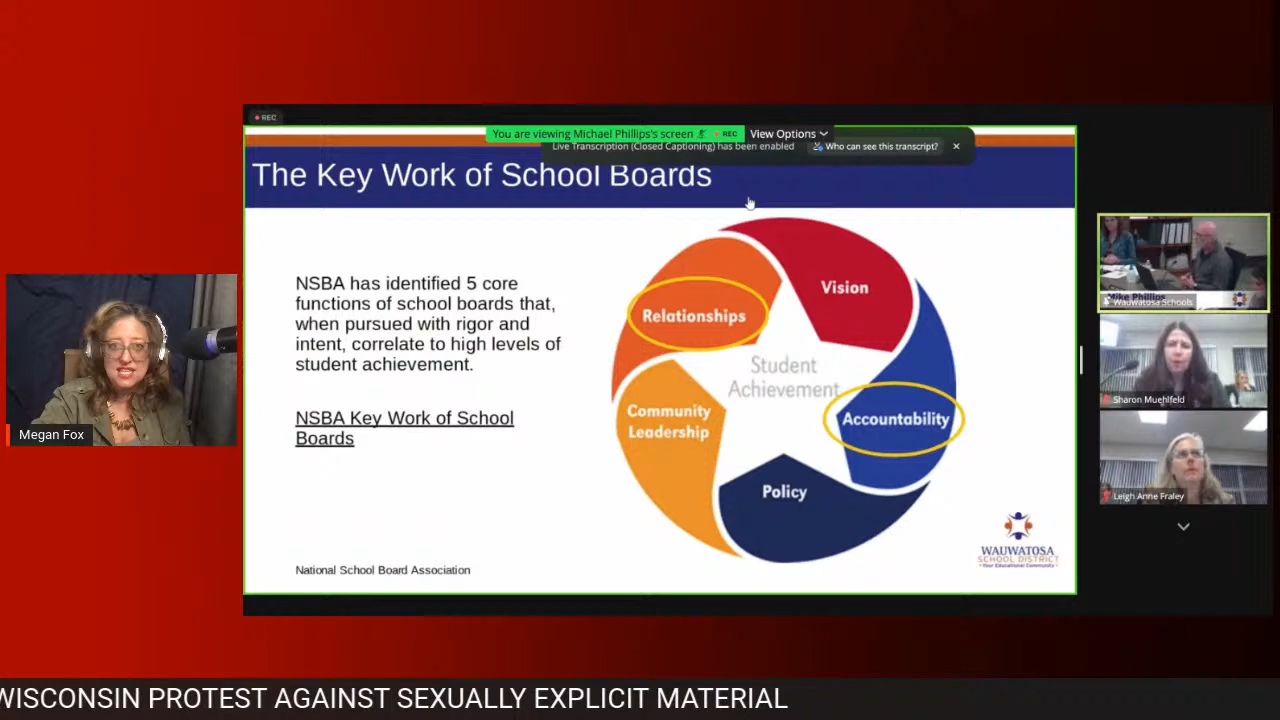 REC
You are viewing Michael Phillips's screen
REC
View Options
Live Transcription (Closed Captioning) has been enabled
Who can see this transcript?
The Key Work of School Boards
NSBA has identified 5 core
functions of school boards that,
when pursued with rigor and
intent, correlate to high levels of
student achievement.
NSBA Key Work of School
Boards
National School Board Association
Relationships
Vision
Student
Achievement
Community
Leadership
Accountability
Policy
WAUWATOSA
SCHOOL DISTRICT
Your Educational Community
Megan Fox
Mike Phillips
Wauwatosa Schools
Sharon Muehlfeld
Leigh Anne Fraley
WISCONSIN PROTEST AGAINST SEXUALLY EXPLICIT MATERIAL